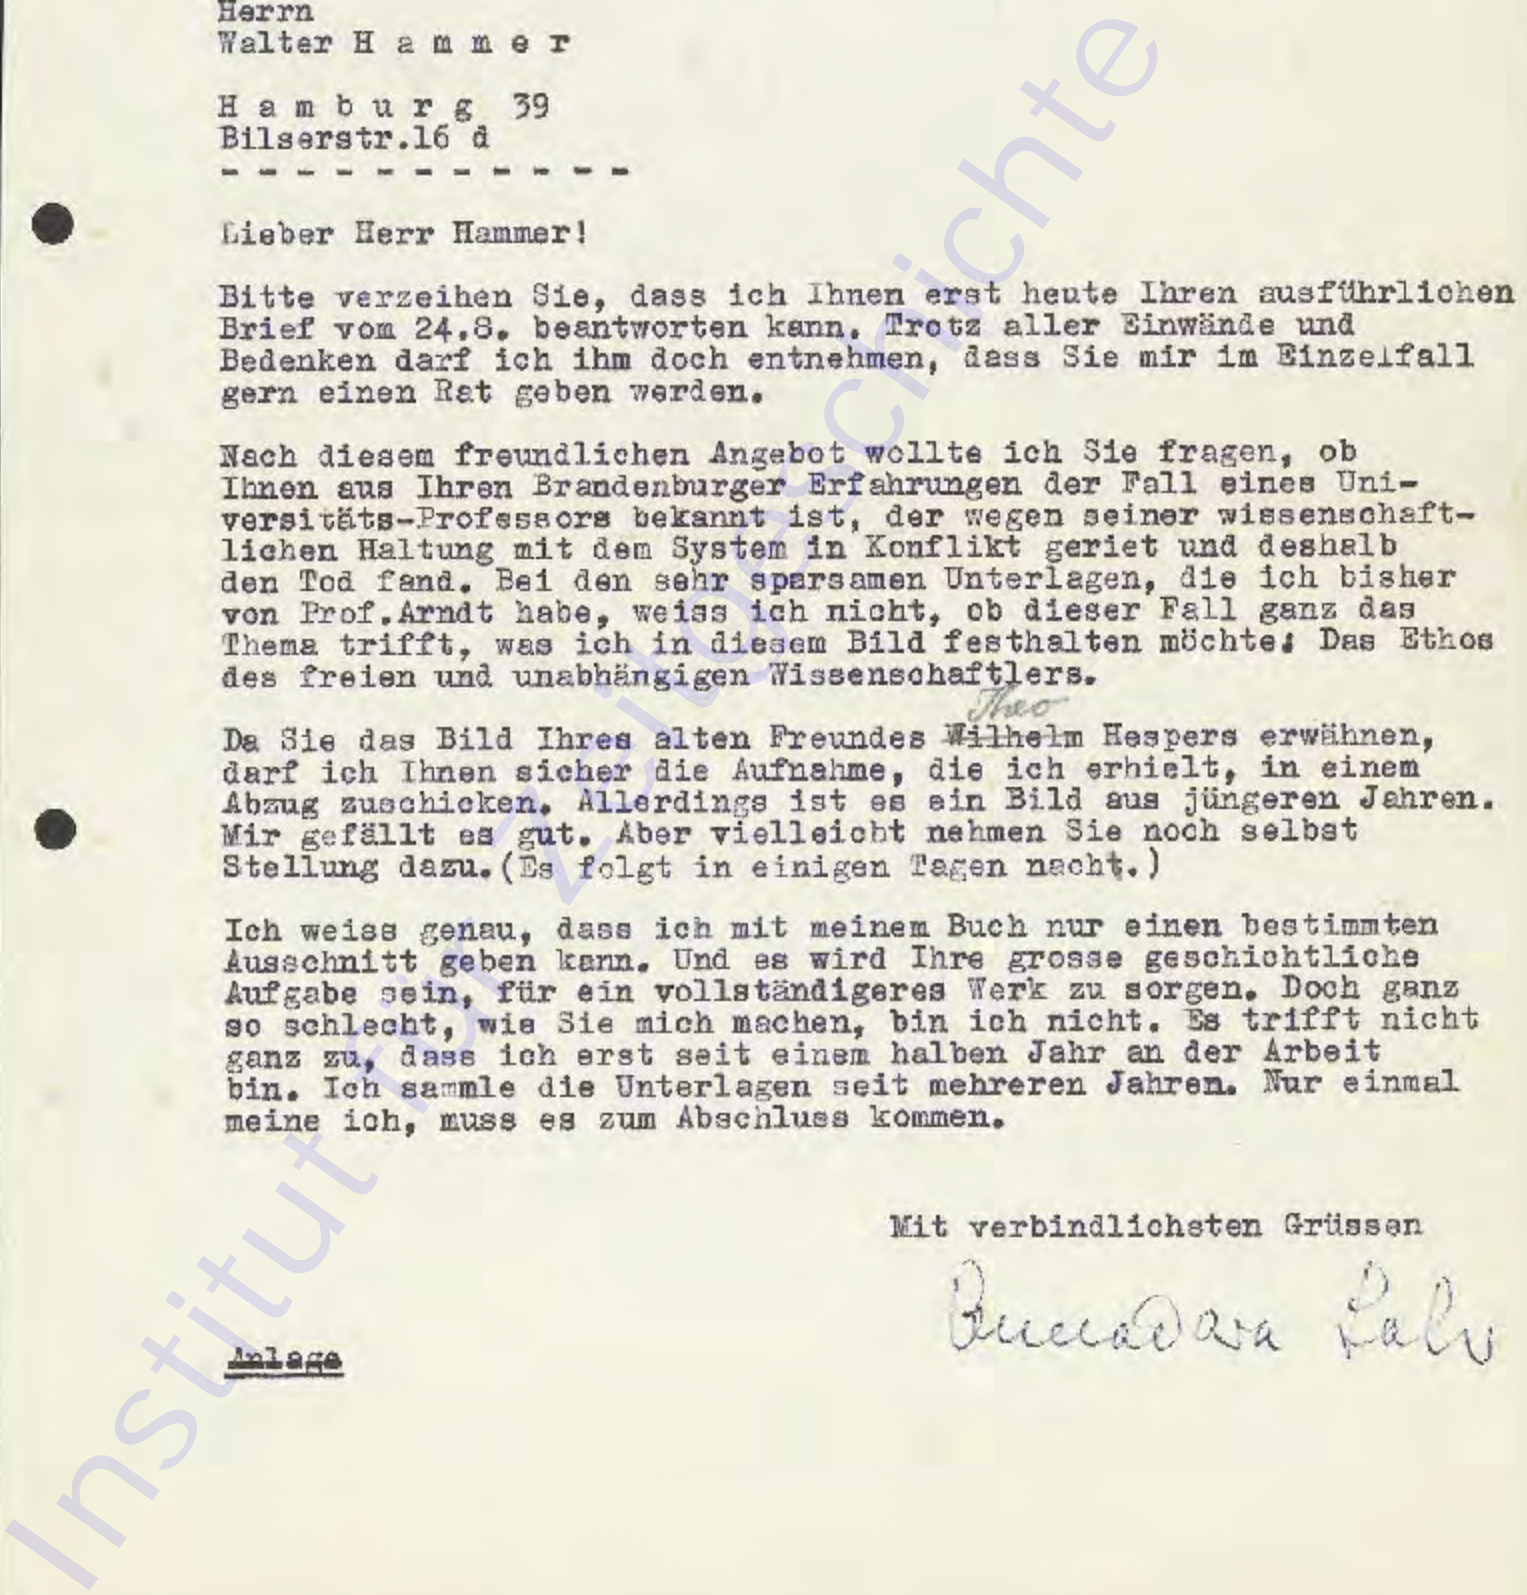 Herrn
Walter H a m m e r
H a m b u r g 39
Bilserstr.16 d
- - - - - - - - - - -
Lieber Herr Hammer!
Bitte verzeihen Sie, dass ich Ihnen erst heute Ihren ausführlichen
Brief vom 24.8. beantworten kann. Trotz aller Einwände und
Bedenken darf ich ihm doch entnehmen, dass Sie mir im Einzelfall
gern einen Rat geben werden.
Nach diesem freundlichen Angebot wollte ich Sie fragen, ob
Ihnen aus Ihren Brandenburger Erfahrungen der Fall eines Uni-
versitäts-Professors bekannt ist, der wegen seiner wissenschaft-
lichen Haltung mit dem System in Konflikt geriet und deshalb
den Tod fand. Bei den sehr sparsamen Unterlagen, die ich bisher
von Prof.Arndt habe, weiss ich nicht, ob dieser Fall ganz das
Thema trifft, was ich in diesem Bild festhalten möchte: Das Ethos
des freien und unabhängigen Wissenschaftlers.
Theo
Da Sie das Bild Ihres alten Freundes Wilhelm Hespers erwähnen,
darf ich Ihnen sicher die Aufnahme, die ich erhielt, in einem
Abzug zuschicken. Allerdings ist es ein Bild aus jüngeren Jahren.
Mir gefällt es gut. Aber vielleicht nehmen Sie noch selbst
Stellung dazu.(Es folgt in einigen Tagen nacht.)
Ich weiss genau, dass ich mit meinem Buch nur einen bestimmten
Ausschnitt geben kann. Und es wird Ihre grosse geschichtliche
Aufgabe sein, für ein vollständigeres Werk zu sorgen. Doch ganz
so schlecht, wie Sie mich machen, bin ich nicht. Es trifft nicht
ganz zu, dass ich erst seit einem halben Jahr an der Arbeit
bin. Ich sammle die Unterlagen seit mehreren Jahren. Nur einmal
meine ich, muss es zum Abschluss kommen.
Mit verbindlichsten Grüssen
Anlage
Institut für Zeitgeschichte